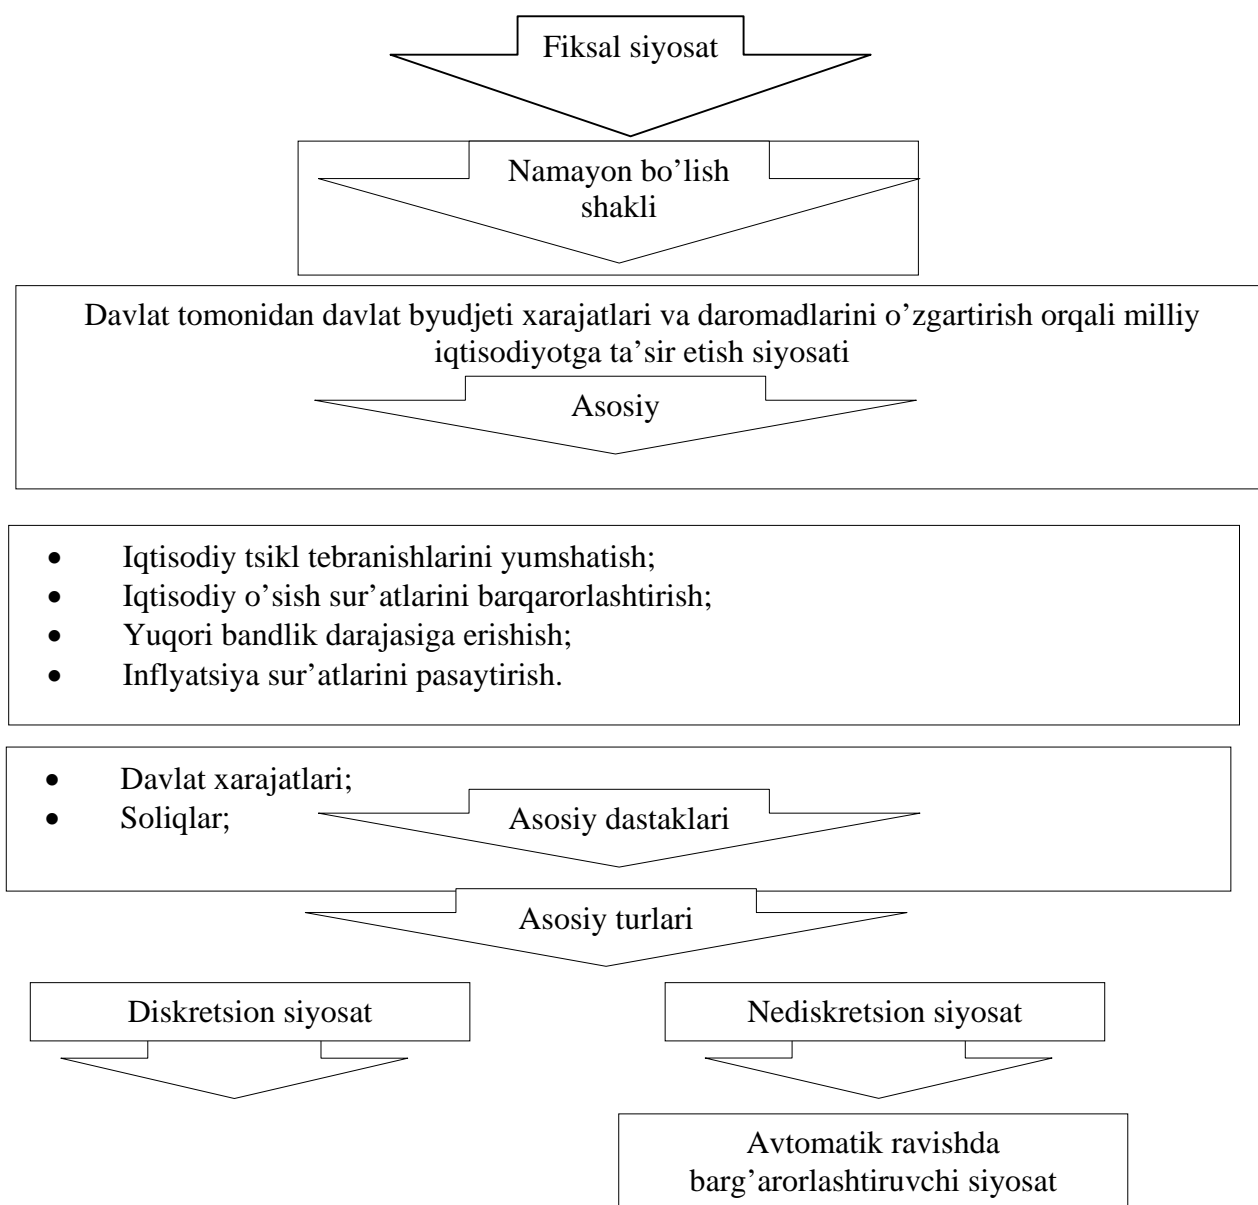 Fiksal siyosat
Namayon bo’lish
shakli
Davlat tomonidan davlat byudjeti xarajatlari va daromadlarini o’zgartirish orqali milliy
iqtisodiyotga ta’sir etish siyosati
Asosiy
• Iqtisodiy tsikl tebranishlarini yumshatish;
• Iqtisodiy o’sish sur’atlarini barqarorlashtirish;
• Yuqori bandlik darajasiga erishish;
• Inflyatsiya sur’atlarini pasaytirish.
• Davlat xarajatlari;
• Soliqlar;
Asosiy dastaklari
Asosiy turlari
Diskretsion siyosat
Nediskretsion siyosat
Avtomatik ravishda
barg’arorlashtiruvchi siyosat